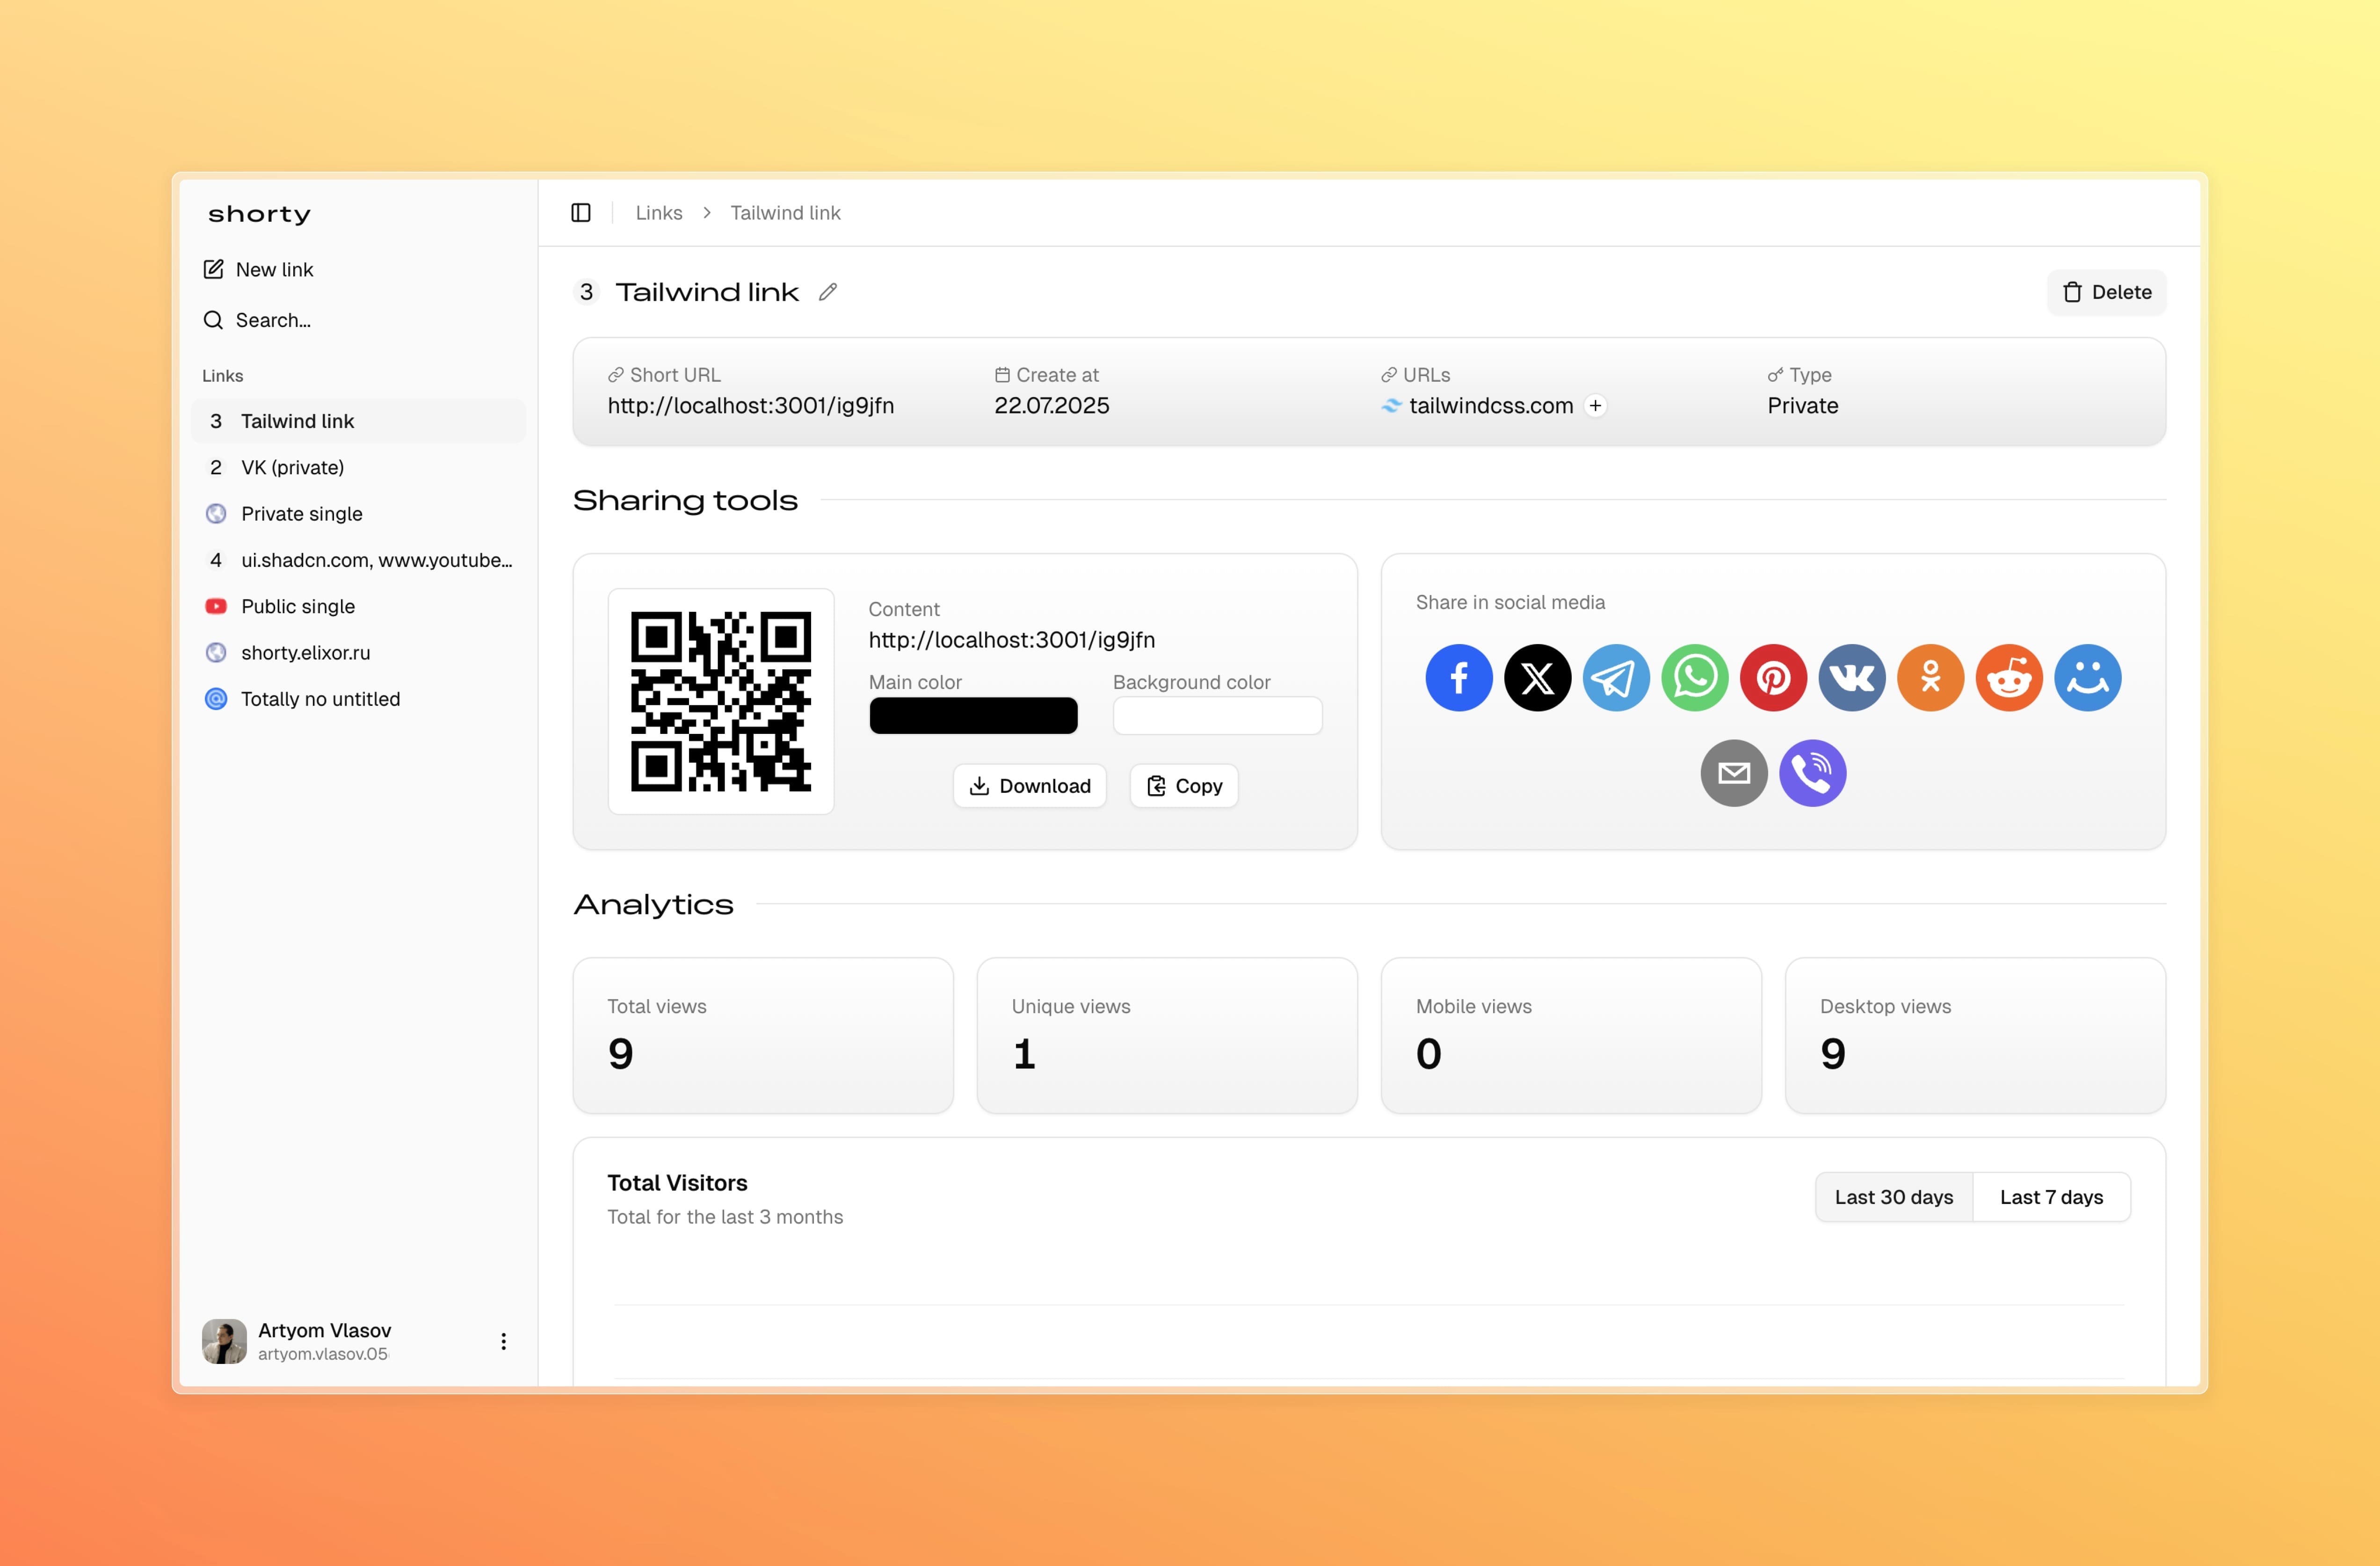 shorty
New link
Search...
Links
3 Tailwind link
2 VK (private)
Private single
4 ui.shadcn.com, www.youtube...
Public single
shorty.elixor.ru
Totally no untitled
Artyom Vlasov
artyom.vlasov.05
Links > Tailwind link
3 Tailwind link
Delete
Short URL
http://localhost:3001/ig9jfn
Create at
22.07.2025
URLs
tailwindcss.com +
Type
Private
Sharing tools
Content
http://localhost:3001/ig9jfn
Main color
Background color
Download
Copy
Share in social media
Analytics
Total views
9
Unique views
1
Mobile views
0
Desktop views
9
Total Visitors
Total for the last 3 months
Last 30 days
Last 7 days